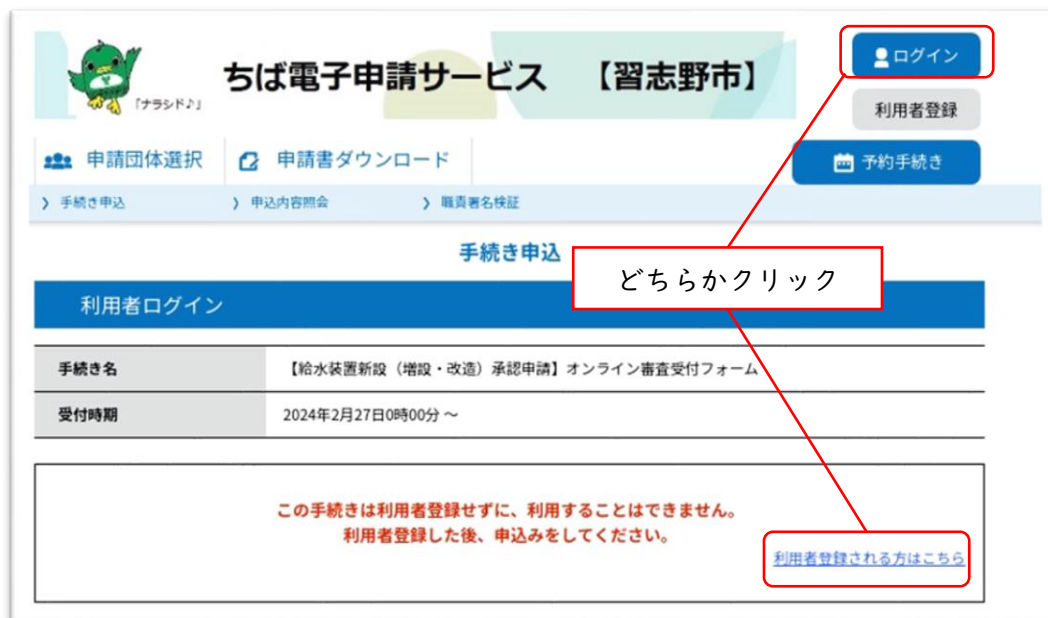 「ナラシド♪」
ちば電子申請サービス 【習志野市】
ログイン
利用者登録
申請団体選択
申請書ダウンロード
予約手続き
手続き申込
申込内容照会
職責署名検証
手続き申込
どちらかクリック
利用者ログイン
手続き名 【給水装置新設（増設・改造）承認申請】オンライン審査受付フォーム
受付時期 2024年2月27日0時00分 ～
この手続きは利用者登録せずに、利用することはできません。
利用者登録した後、申込みをしてください。
利用者登録される方はこちら